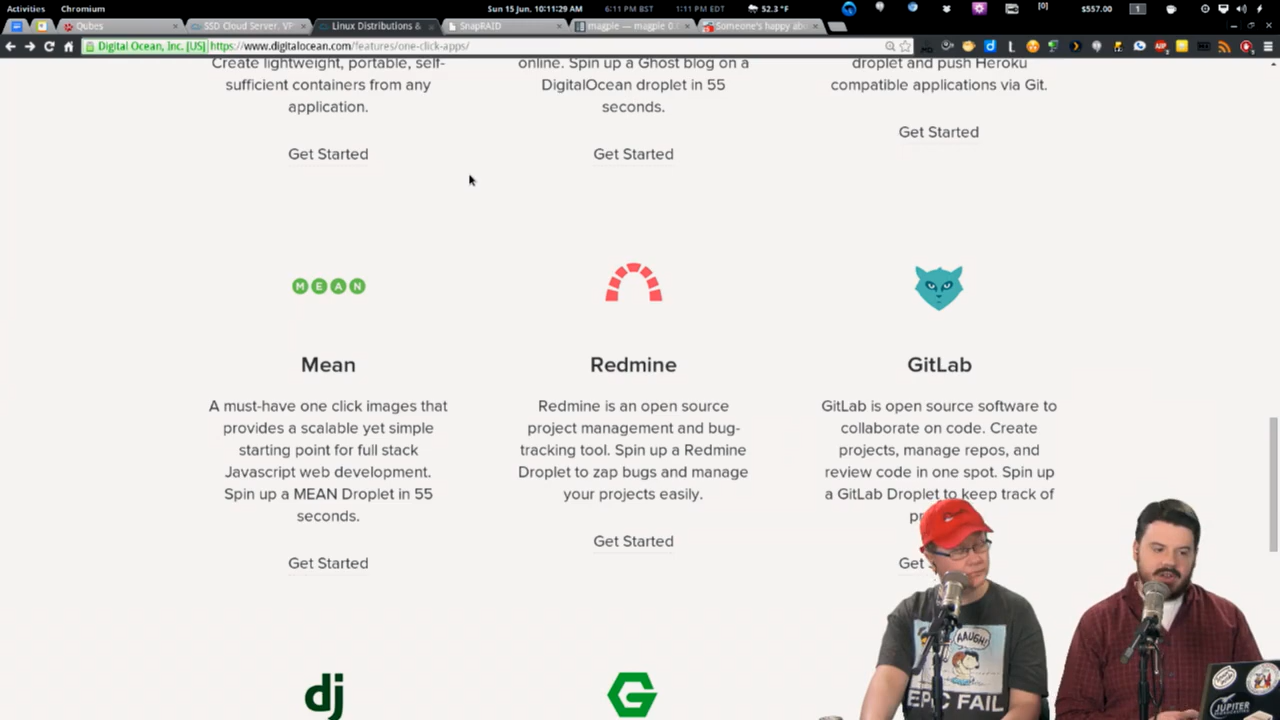 Activities Chromium Sun 15 Jun, 10:11:29 AM 6:11 PM BST 1:11 PM EDT 52.3 °F $557.00 1
Qubes SSD Cloud Server, VP Linux Distributions & SnapRAID magpie — magpie 0. Someone's happy abo
Digital Ocean, Inc. [US] https://www.digitalocean.com/features/one-click-apps/
Create lightweight, portable, self-
sufficient containers from any
application.
Get Started
online. Spin up a Ghost blog on a
DigitalOcean droplet in 55
seconds.
Get Started
droplet and push Heroku
compatible applications via Git.
Get Started
MEAN
Mean
A must-have one click images that
provides a scalable yet simple
starting point for full stack
Javascript web development.
Spin up a MEAN Droplet in 55
seconds.
Get Started
Redmine
Redmine is an open source
project management and bug-
tracking tool. Spin up a Redmine
Droplet to zap bugs and manage
your projects easily.
Get Started
GitLab
GitLab is open source software to
collaborate on code. Create
projects, manage repos, and
review code in one spot. Spin up
a GitLab Droplet to keep track of
Get
dj
G
AAUGH!
EPIC FAIL
JUPITER